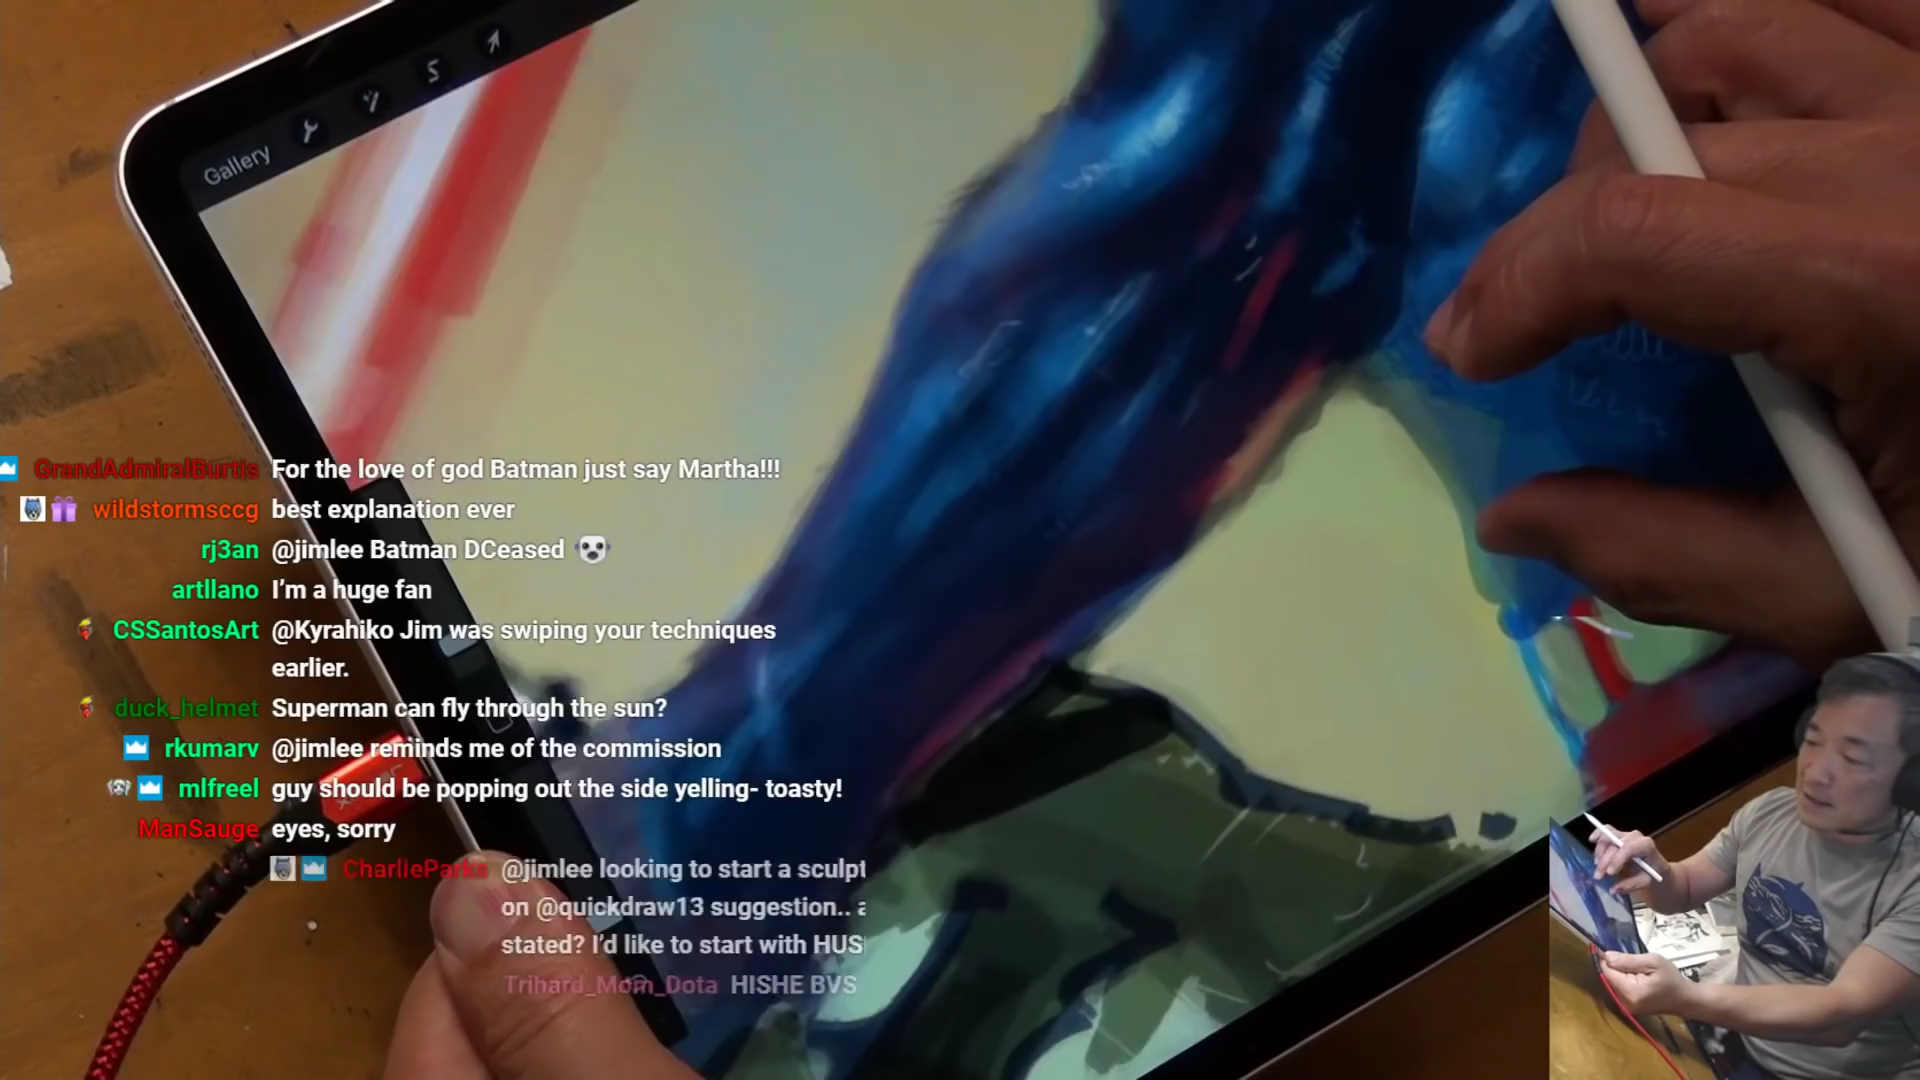 Gallery
GrandAdmiralBurtis For the love of god Batman just say Martha!!!
wildstormsccg best explanation ever
rj3an @jimlee Batman DCeased
artllano I’m a huge fan
CSSantosArt @Kyrahiko Jim was swiping your techniques
earlier.
duck_helmet Superman can fly through the sun?
rkumarv @jimlee reminds me of the commission
mlfreel guy should be popping out the side yelling- toasty!
ManSauge eyes, sorry
CharlieParks @jimlee looking to start a sculpt
on @quickdraw13 suggestion.. a
stated? I’d like to start with HUS
Trihard_Mom_Dota HISHE BVS